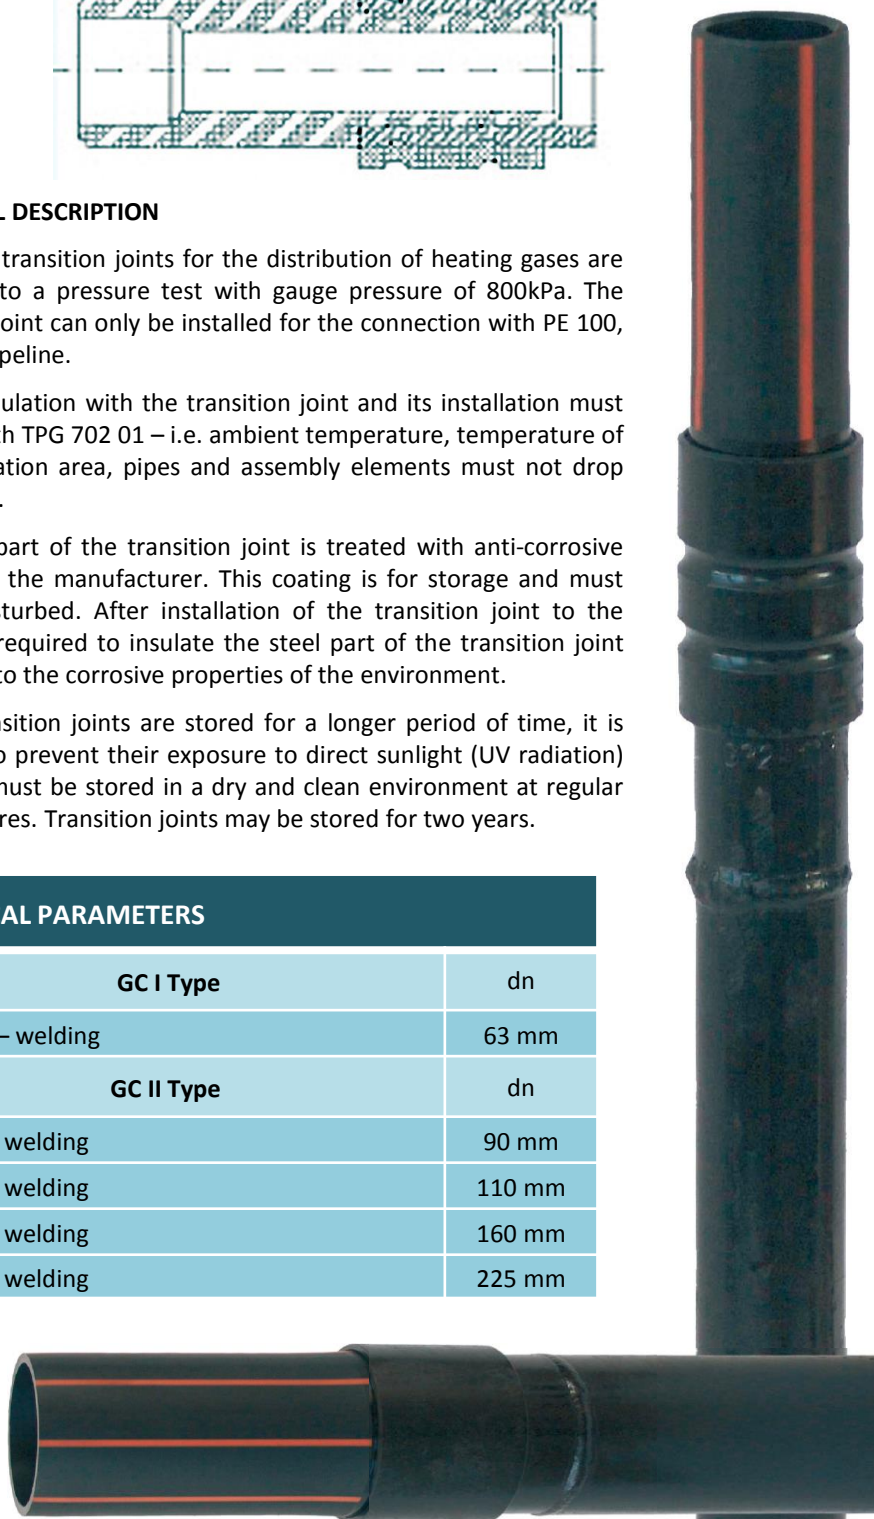 L DESCRIPTION
transition joints for the distribution of heating gases are
to a pressure test with gauge pressure of 800kPa. The
oint can only be installed for the connection with PE 100,
peline.
ulation with the transition joint and its installation must
th TPG 702 01 – i.e. ambient temperature, temperature of
ation area, pipes and assembly elements must not drop
.
part of the transition joint is treated with anti-corrosive
the manufacturer. This coating is for storage and must
sturbed. After installation of the transition joint to the
required to insulate the steel part of the transition joint
to the corrosive properties of the environment.
nsition joints are stored for a longer period of time, it is
o prevent their exposure to direct sunlight (UV radiation)
must be stored in a dry and clean environment at regular
res. Transition joints may be stored for two years.
AL PARAMETERS
GC I Type dn
– welding 63 mm
GC II Type dn
welding 90 mm
welding 110 mm
welding 160 mm
welding 225 mm